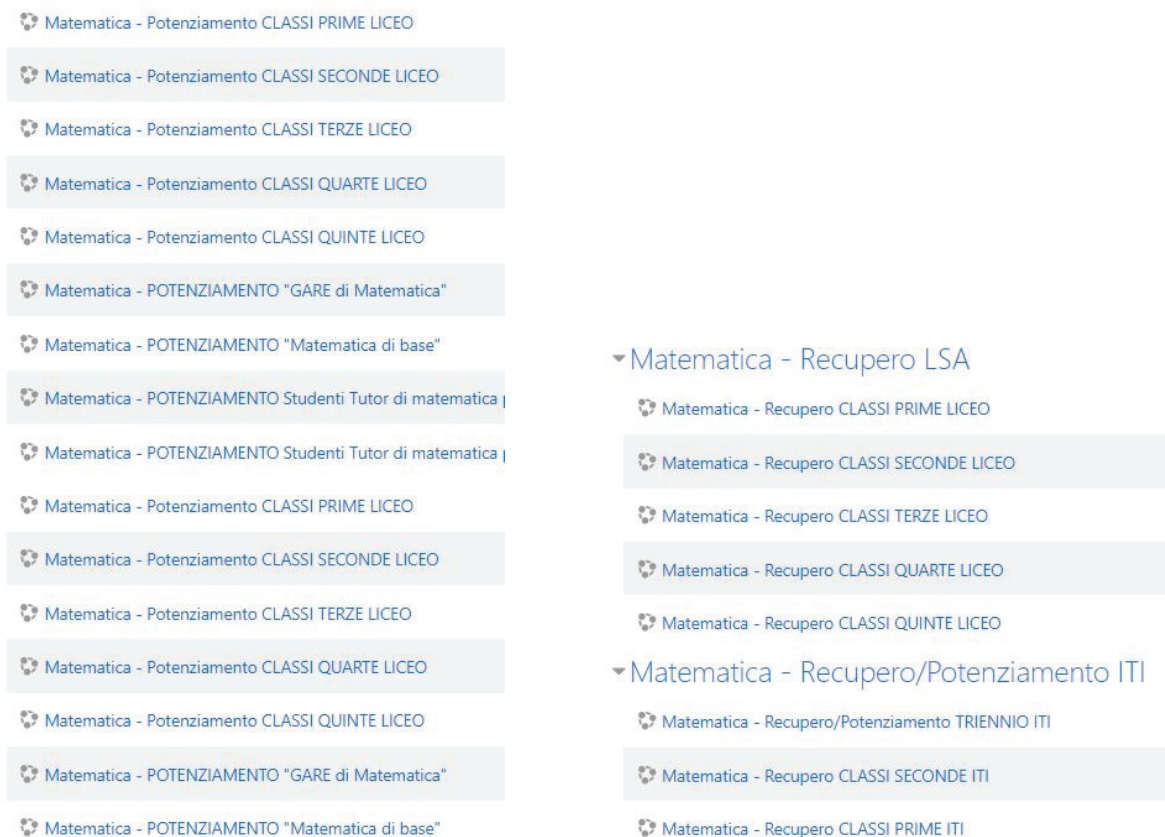 Matematica - Potenziamento CLASSI PRIME LICEO
Matematica - Potenziamento CLASSI SECONDE LICEO
Matematica - Potenziamento CLASSI TERZE LICEO
Matematica - Potenziamento CLASSI QUARTE LICEO
Matematica - Potenziamento CLASSI QUINTE LICEO
Matematica - POTENZIAMENTO "GARE di Matematica"
Matematica - POTENZIAMENTO "Matematica di base"
Matematica - POTENZIAMENTO Studenti Tutor di matematica
Matematica - POTENZIAMENTO Studenti Tutor di matematica
Matematica - Potenziamento CLASSI PRIME LICEO
Matematica - Potenziamento CLASSI SECONDE LICEO
Matematica - Potenziamento CLASSI TERZE LICEO
Matematica - Potenziamento CLASSI QUARTE LICEO
Matematica - Potenziamento CLASSI QUINTE LICEO
Matematica - POTENZIAMENTO "GARE di Matematica"
Matematica - POTENZIAMENTO "Matematica di base"
Matematica - Recupero LSA
Matematica - Recupero CLASSI PRIME LICEO
Matematica - Recupero CLASSI SECONDE LICEO
Matematica - Recupero CLASSI TERZE LICEO
Matematica - Recupero CLASSI QUARTE LICEO
Matematica - Recupero CLASSI QUINTE LICEO
Matematica - Recupero/Potenziamento ITI
Matematica - Recupero/Potenziamento TRIENNIO ITI
Matematica - Recupero CLASSI SECONDE ITI
Matematica - Recupero CLASSI PRIME ITI